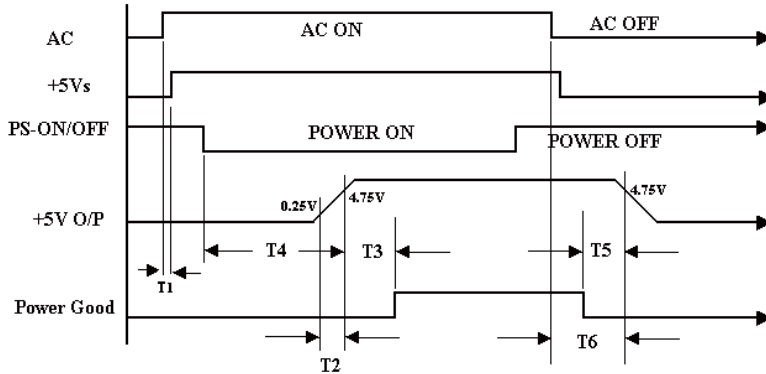 AC
AC ON
AC OFF
+5Vs
PS-ON/OFF
POWER ON
POWER OFF
0.25V
4.75V
4.75V
+5V O/P
T4
T3
T5
T1
Power Good
T2
T6